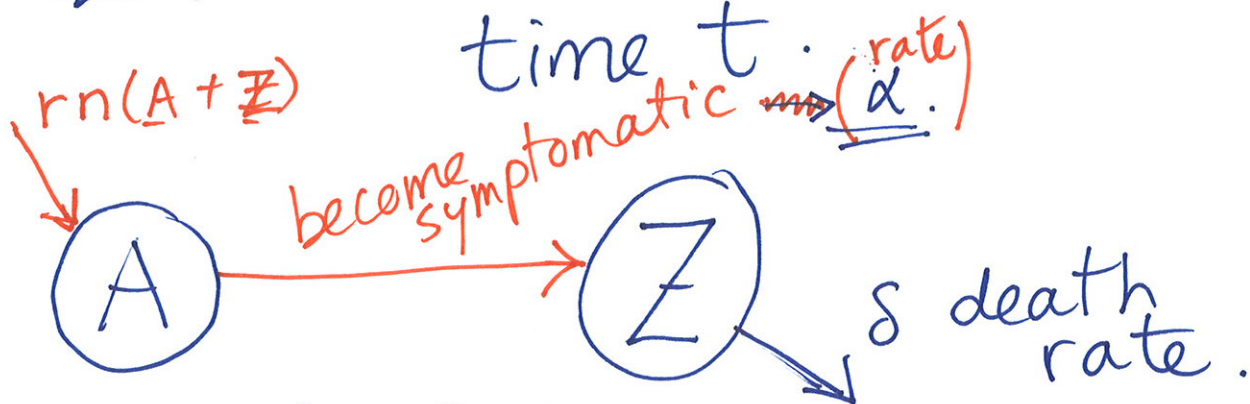 time t.
rn(A + Z)
become symptomatic → (rate α.)
A
Z
δ death rate.